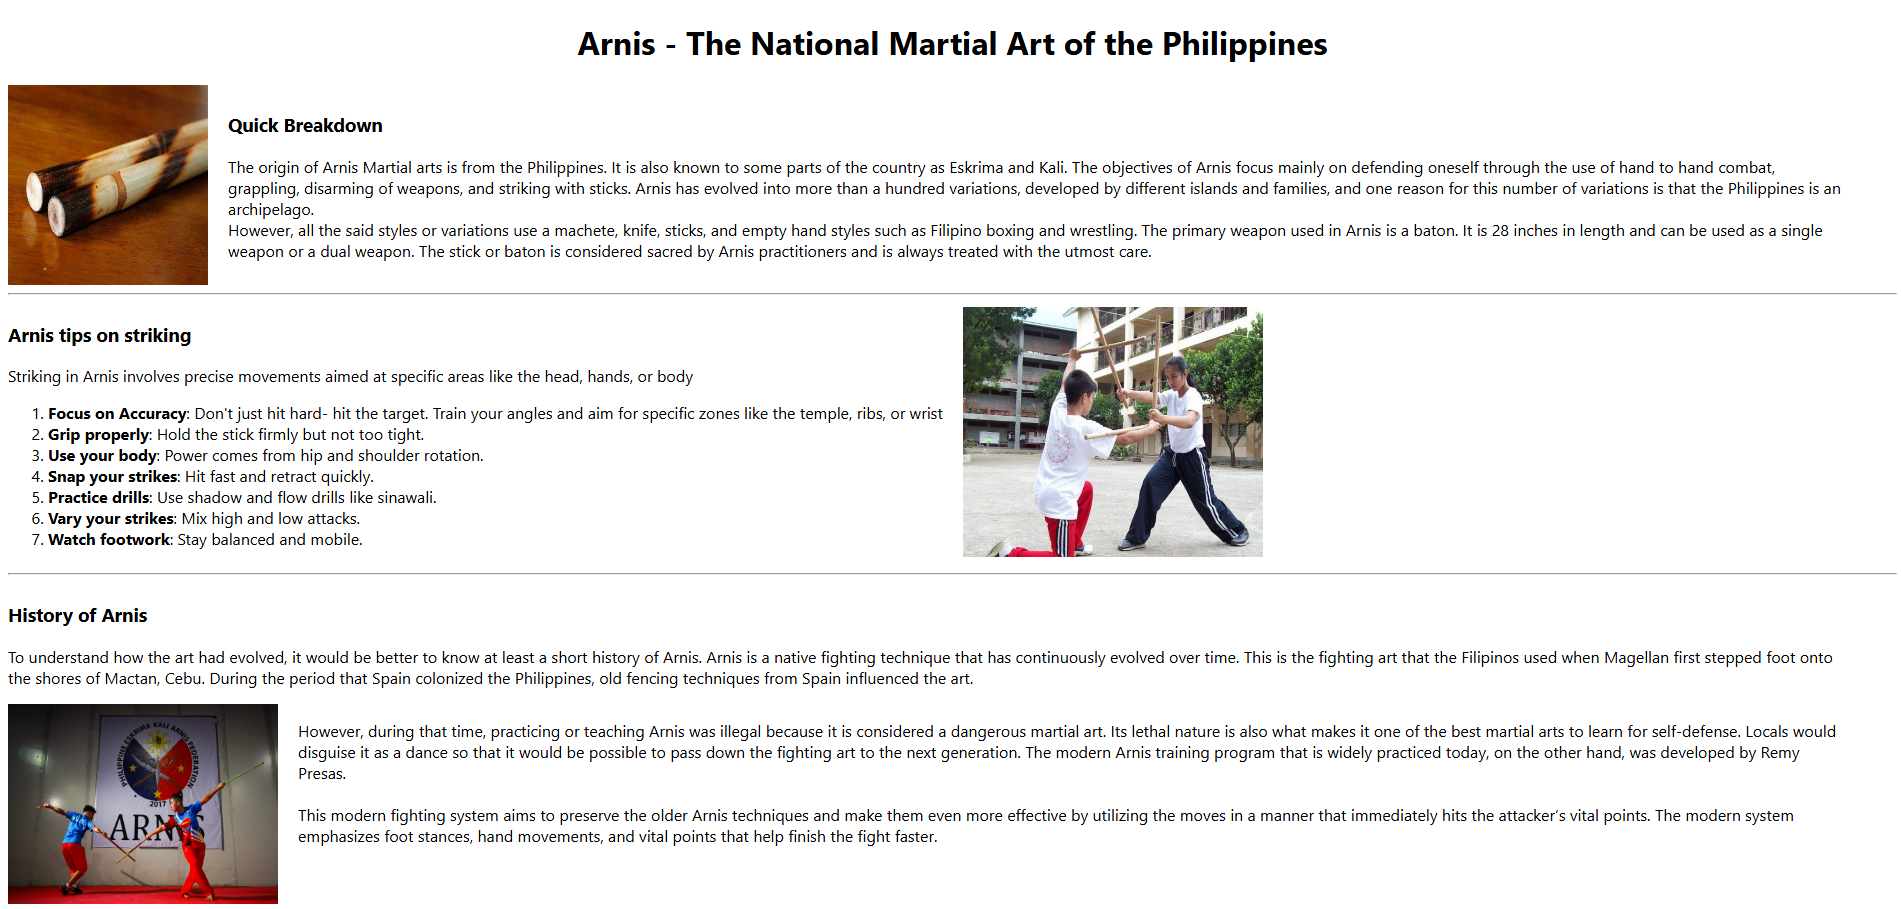 Arnis - The National Martial Art of the Philippines
Quick Breakdown
The origin of Arnis Martial arts is from the Philippines. It is also known to some parts of the country as Eskrima and Kali. The objectives of Arnis focus mainly on defending oneself through the use of hand to hand combat,
grappling, disarming of weapons, and striking with sticks. Arnis has evolved into more than a hundred variations, developed by different islands and families, and one reason for this number of variations is that the Philippines is an
archipelago.
However, all the said styles or variations use a machete, knife, sticks, and empty hand styles such as Filipino boxing and wrestling. The primary weapon used in Arnis is a baton. It is 28 inches in length and can be used as a single
weapon or a dual weapon. The stick or baton is considered sacred by Arnis practitioners and is always treated with the utmost care.
Arnis tips on striking
Striking in Arnis involves precise movements aimed at specific areas like the head, hands, or body
1. Focus on Accuracy: Don't just hit hard- hit the target. Train your angles and aim for specific zones like the temple, ribs, or wrist
2. Grip properly: Hold the stick firmly but not too tight.
3. Use your body: Power comes from hip and shoulder rotation.
4. Snap your strikes: Hit fast and retract quickly.
5. Practice drills: Use shadow and flow drills like sinawali.
6. Vary your strikes: Mix high and low attacks.
7. Watch footwork: Stay balanced and mobile.
History of Arnis
To understand how the art had evolved, it would be better to know at least a short history of Arnis. Arnis is a native fighting technique that has continuously evolved over time. This is the fighting art that the Filipinos used when Magellan first stepped foot onto
the shores of Mactan, Cebu. During the period that Spain colonized the Philippines, old fencing techniques from Spain influenced the art.
PHILIPPINE ESKRIMA KALI ARNIS FEDERATION
2017
ARNIS
However, during that time, practicing or teaching Arnis was illegal because it is considered a dangerous martial art. Its lethal nature is also what makes it one of the best martial arts to learn for self-defense. Locals would
disguise it as a dance so that it would be possible to pass down the fighting art to the next generation. The modern Arnis training program that is widely practiced today, on the other hand, was developed by Remy
Presas.
This modern fighting system aims to preserve the older Arnis techniques and make them even more effective by utilizing the moves in a manner that immediately hits the attacker’s vital points. The modern system
emphasizes foot stances, hand movements, and vital points that help finish the fight faster.